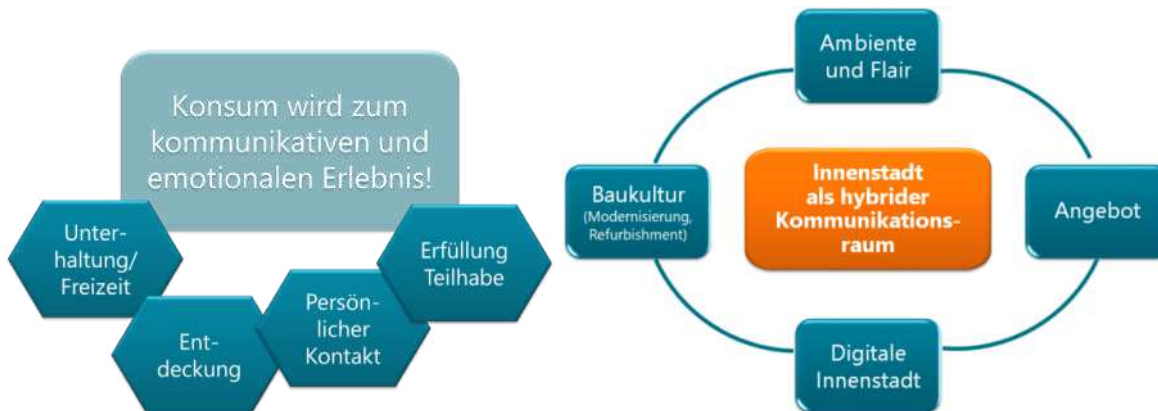 Konsum wird zum
kommunikativen und
emotionalen Erlebnis!
Unter-
haltung/
Freizeit
Ent-
deckung
Persön-
licher
Kontakt
Erfüllung
Teilhabe
Ambiente
und Flair
Baukultur
(Modernisierung,
Refurbishment)
Innenstadt
als hybrider
Kommunikations-
raum
Angebot
Digitale
Innenstadt